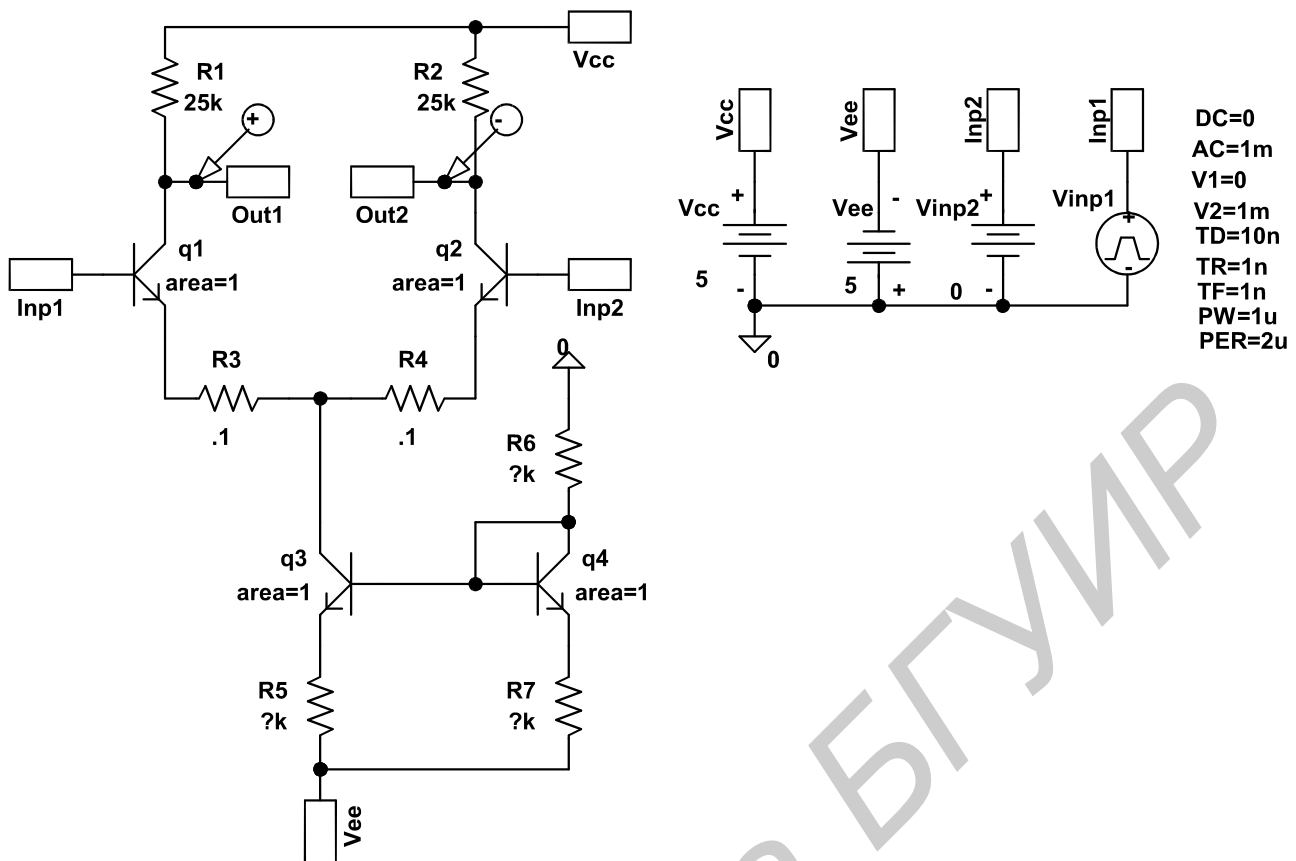 Vcc
R1
25k
R2
25k
+
-
Out1
Out2
q1
area=1
q2
area=1
Inp1
Inp2
R3
.1
R4
.1
0
R6
?k
q3
area=1
q4
area=1
R5
?k
R7
?k
Vee
Vcc
Vee
Inp2
Inp1
Vcc
+
5
-
Vee
-
5
+
Vinp2
+
0
-
Vinp1
+
-
0
DC=0
AC=1m
V1=0
V2=1m
TD=10n
TR=1n
TF=1n
PW=1u
PER=2u
БГУИР